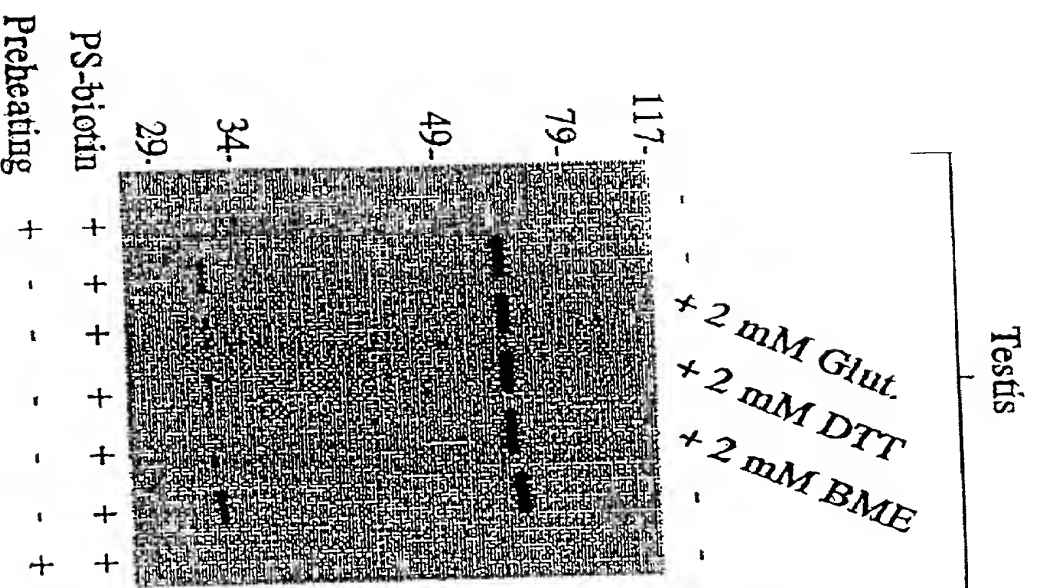 Testis
- - + 2 mM Glut. + 2 mM DTT + 2 mM BME - -
117-
79-
49-
34-
29-
PS-biotin + + + + + + +
Preheating + - - - - - +